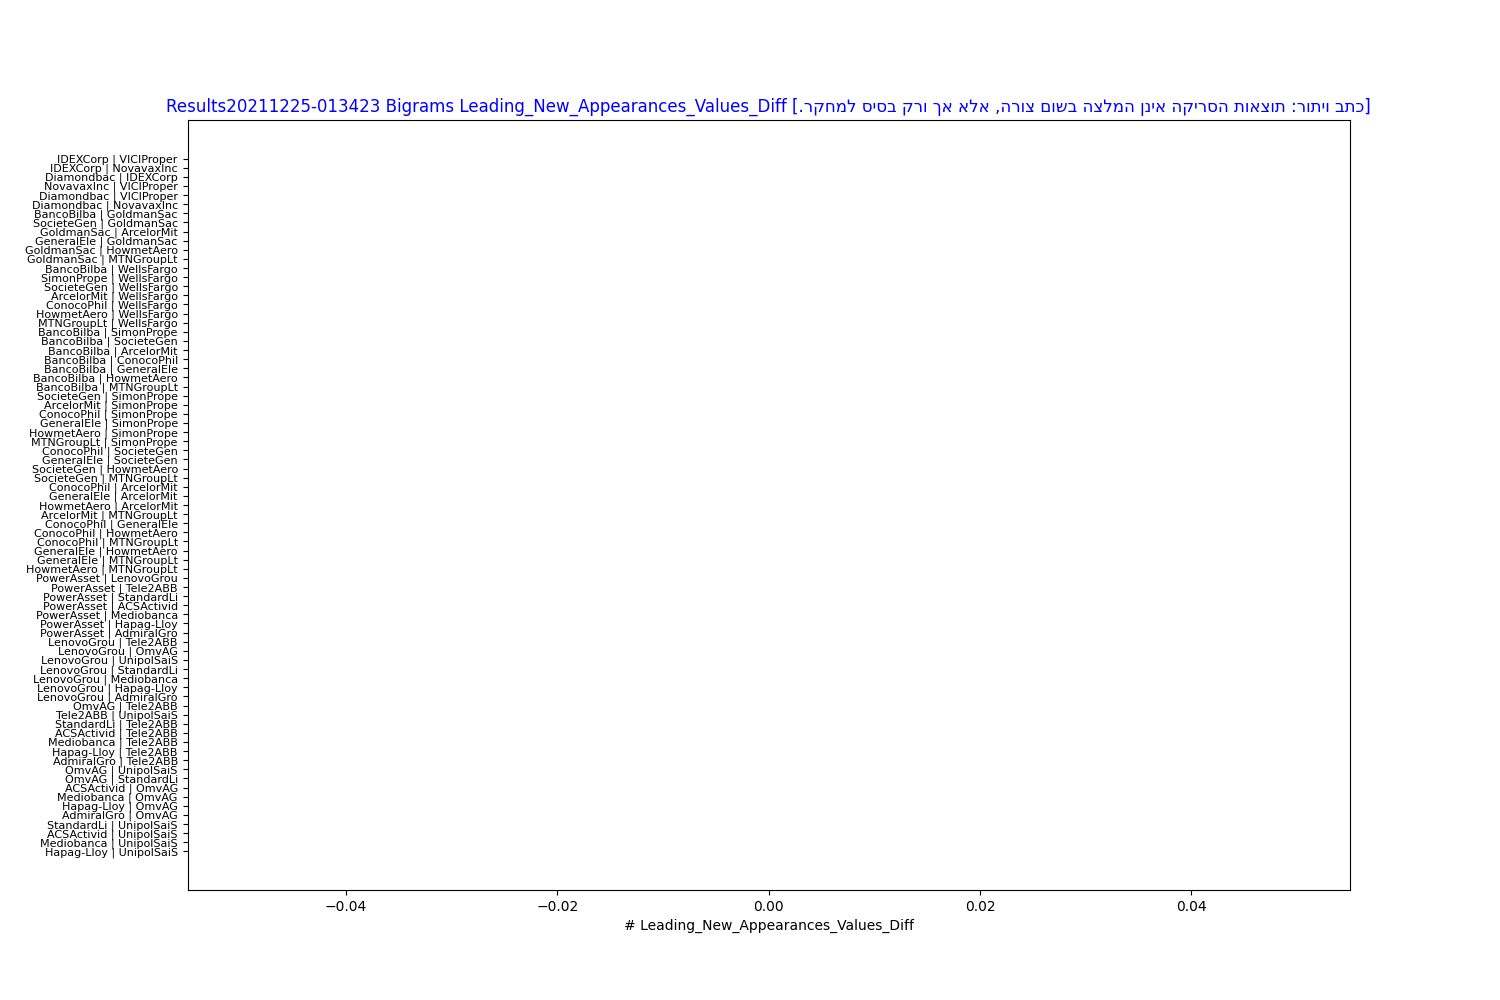 Results20211225-013423 Bigrams Leading_New_Appearances_Values_Diff [כתב ויתור: תוצאות הסריקה אינן המלצה בשום צורה, אלא אך ורק בסיס למחקר.]
IDEXCorp | VICIProper
IDEXCorp | NovavaxInc
Diamondbac | IDEXCorp
NovavaxInc | VICIProper
Diamondbac | VICIProper
Diamondbac | NovavaxInc
BancoBilba | GoldmanSac
SocieteGen | GoldmanSac
GoldmanSac | ArcelorMit
GeneralEle | GoldmanSac
GoldmanSac | HowmetAero
GoldmanSac | MTNGroupLt
BancoBilba | WellsFargo
SimonPrope | WellsFargo
SocieteGen | WellsFargo
ArcelorMit | WellsFargo
ConocoPhil | WellsFargo
HowmetAero | WellsFargo
MTNGroupLt | WellsFargo
BancoBilba | SimonPrope
BancoBilba | SocieteGen
BancoBilba | ArcelorMit
BancoBilba | ConocoPhil
BancoBilba | GeneralEle
BancoBilba | HowmetAero
BancoBilba | MTNGroupLt
SocieteGen | SimonPrope
ArcelorMit | SimonPrope
ConocoPhil | SimonPrope
GeneralEle | SimonPrope
HowmetAero | SimonPrope
MTNGroupLt | SimonPrope
ConocoPhil | SocieteGen
GeneralEle | SocieteGen
SocieteGen | HowmetAero
SocieteGen | MTNGroupLt
ConocoPhil | ArcelorMit
GeneralEle | ArcelorMit
HowmetAero | ArcelorMit
ArcelorMit | MTNGroupLt
ConocoPhil | GeneralEle
ConocoPhil | HowmetAero
ConocoPhil | MTNGroupLt
GeneralEle | HowmetAero
GeneralEle | MTNGroupLt
HowmetAero | MTNGroupLt
PowerAsset | LenovoGrou
PowerAsset | Tele2ABB
PowerAsset | StandardLi
PowerAsset | ACSActivid
PowerAsset | Mediobanca
PowerAsset | Hapag-Lloy
PowerAsset | AdmiralGro
LenovoGrou | Tele2ABB
LenovoGrou | OmvAG
LenovoGrou | UnipolSaiS
LenovoGrou | StandardLi
LenovoGrou | Mediobanca
LenovoGrou | Hapag-Lloy
LenovoGrou | AdmiralGro
OmvAG | Tele2ABB
Tele2ABB | UnipolSaiS
StandardLi | Tele2ABB
ACSActivid | Tele2ABB
Mediobanca | Tele2ABB
Hapag-Lloy | Tele2ABB
AdmiralGro | Tele2ABB
OmvAG | UnipolSaiS
OmvAG | StandardLi
ACSActivid | OmvAG
Mediobanca | OmvAG
Hapag-Lloy | OmvAG
AdmiralGro | OmvAG
StandardLi | UnipolSaiS
ACSActivid | UnipolSaiS
Mediobanca | UnipolSaiS
Hapag-Lloy | UnipolSaiS
−0.04 −0.02 0.00 0.02 0.04
# Leading_New_Appearances_Values_Diff